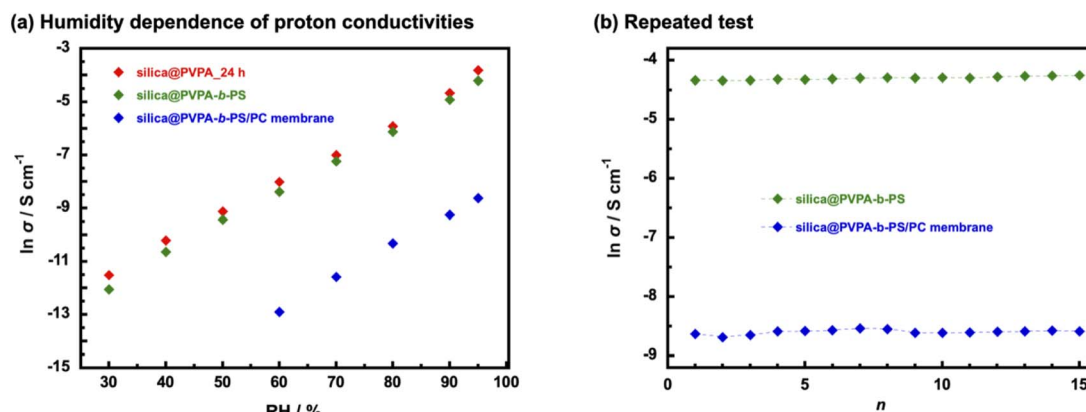 (a) Humidity dependence of proton conductivities
(b) Repeated test
-3
-5
-7
-9
-11
-13
-15
ln σ / S cm⁻¹
silica@PVPA_24 h
silica@PVPA-b-PS
silica@PVPA-b-PS/PC membrane
30 40 50 60 70 80 90 100
RH / %
-4
-5
-6
-7
-8
-9
ln σ / S cm⁻¹
silica@PVPA-b-PS
silica@PVPA-b-PS/PC membrane
0 5 10 15
n